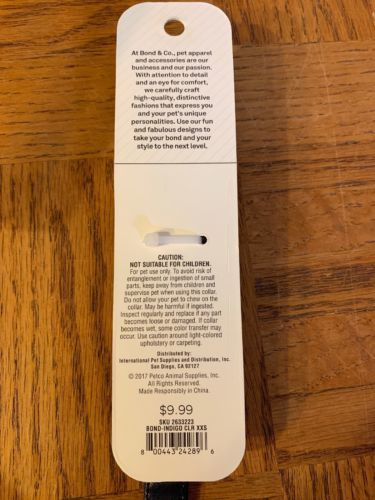 At Bond & Co., pet apparel
and accessories are our
business and our passion.
With attention to detail
and an eye for comfort,
we carefully craft
high-quality, distinctive
fashions that express you
and your pet's unique
personalities. Use our fun
and fabulous designs to
take your bond and your
style to the next level.
CAUTION:
NOT SUITABLE FOR CHILDREN.
For pet use only. To avoid risk of
entanglement or ingestion of small
parts, keep away from children and
supervise pet when using this collar.
Do not allow your pet to chew on the
collar. May be harmful if ingested.
Inspect regularly and replace if any part
becomes loose or damaged. If collar
becomes wet, some color transfer may
occur. Use caution around light-colored
upholstery or carpeting.
Distributed by:
International Pet Supplies and Distribution, Inc.
San Diego, CA 92127
© 2017 Petco Animal Supplies, Inc.
All Rights Reserved.
Made Responsibly in China.
$9.99
SKU 2633223
BOND-INDIGO CLR XXS
8 00443 24289 6